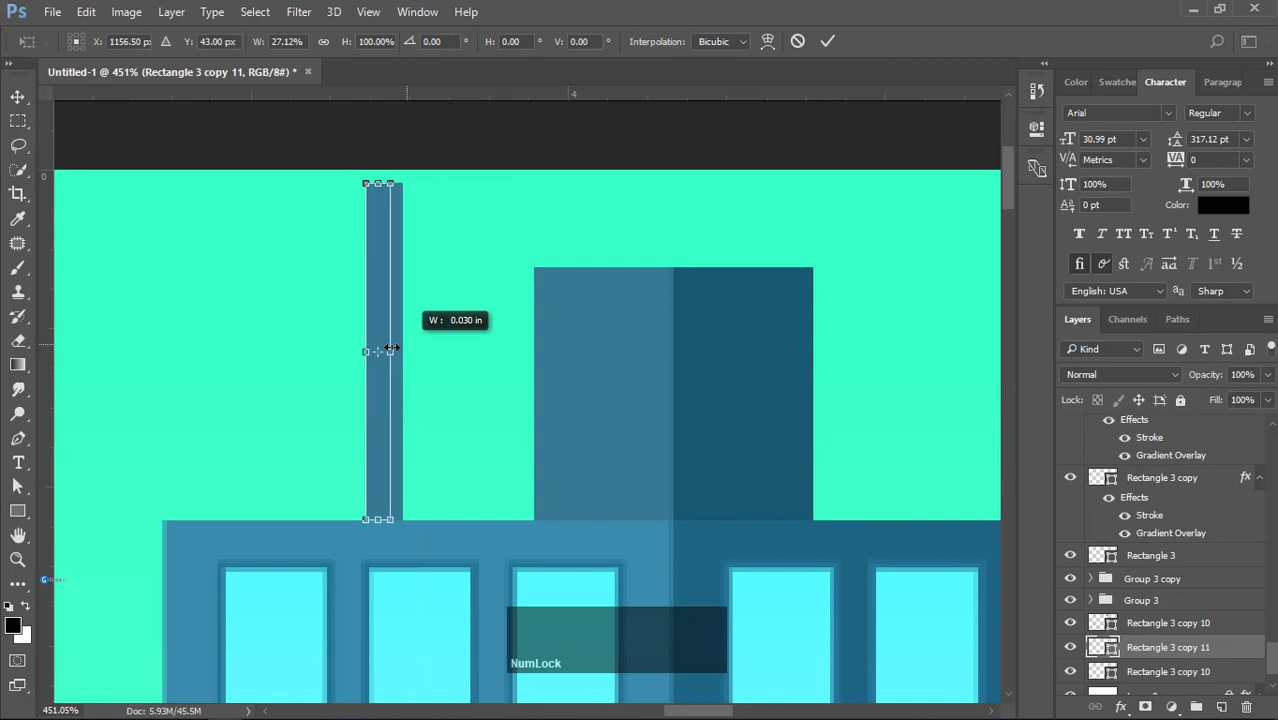 Ps File Edit Image Layer Type Select Filter 3D View Window Help
X: 1156.50 px Y: 43.00 px W: 27.12% H: 100.00% 0.00 ° H: 0.00 ° V: 0.00 ° Interpolation: Bicubic
Untitled-1 @ 451% (Rectangle 3 copy 11, RGB/8#) * ×
Color Swatche Character Paragrap
4
Arial Regular
0
30.99 pt 317.12 pt
Metrics 0
100% 100%
0 pt Color:
T T TT Tт T¹ T₁ T T
fi st A aa T 1st ½
English: USA aa Sharp
W : 0.030 in
Layers Channels Paths
Kind
Normal Opacity: 100%
Lock: Fill: 100%
Effects
Stroke
Gradient Overlay
Rectangle 3 copy fx
Effects
Stroke
Gradient Overlay
Rectangle 3
Group 3 copy
Group 3
Rectangle 3 copy 10
Rectangle 3 copy 11
Rectangle 3 copy 10
NumLock
451.05% Doc: 5.93M/45.5M